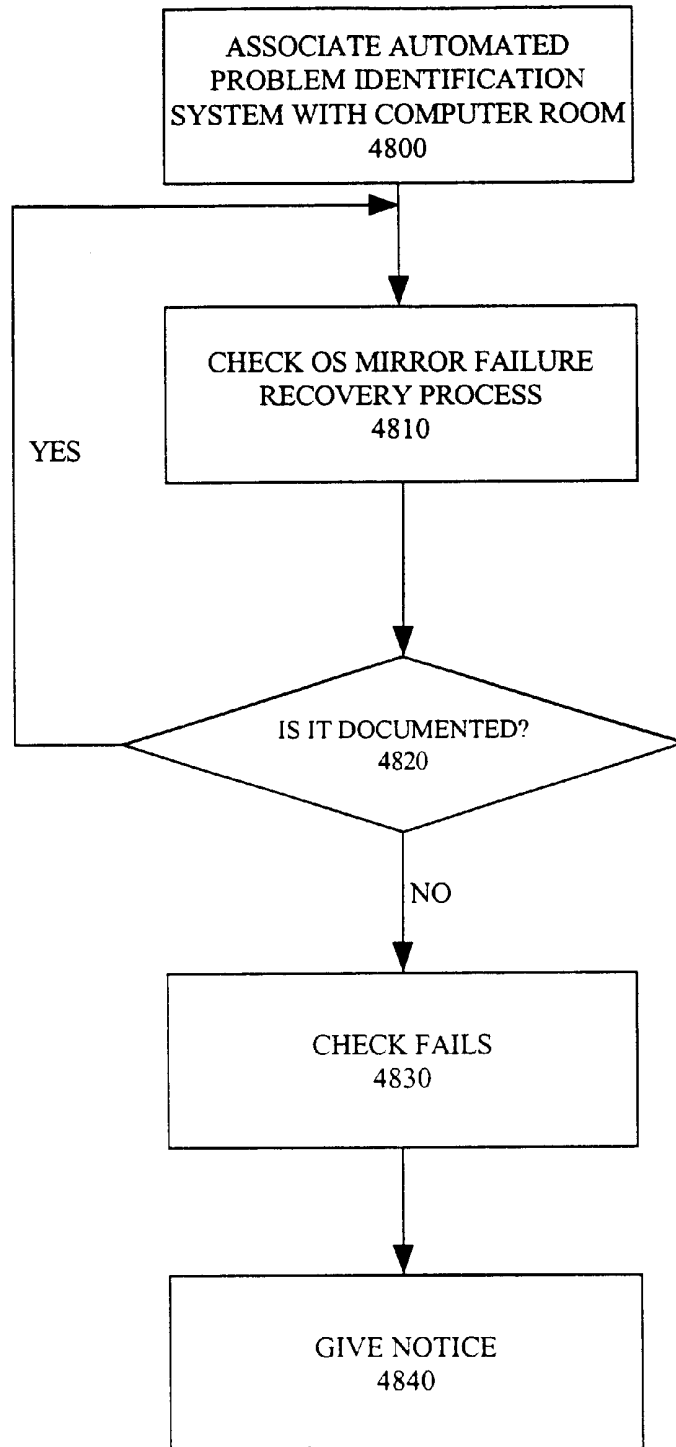 ASSOCIATE AUTOMATED
PROBLEM IDENTIFICATION
SYSTEM WITH COMPUTER ROOM
4800
CHECK OS MIRROR FAILURE
RECOVERY PROCESS
4810
YES
IS IT DOCUMENTED?
4820
NO
CHECK FAILS
4830
GIVE NOTICE
4840